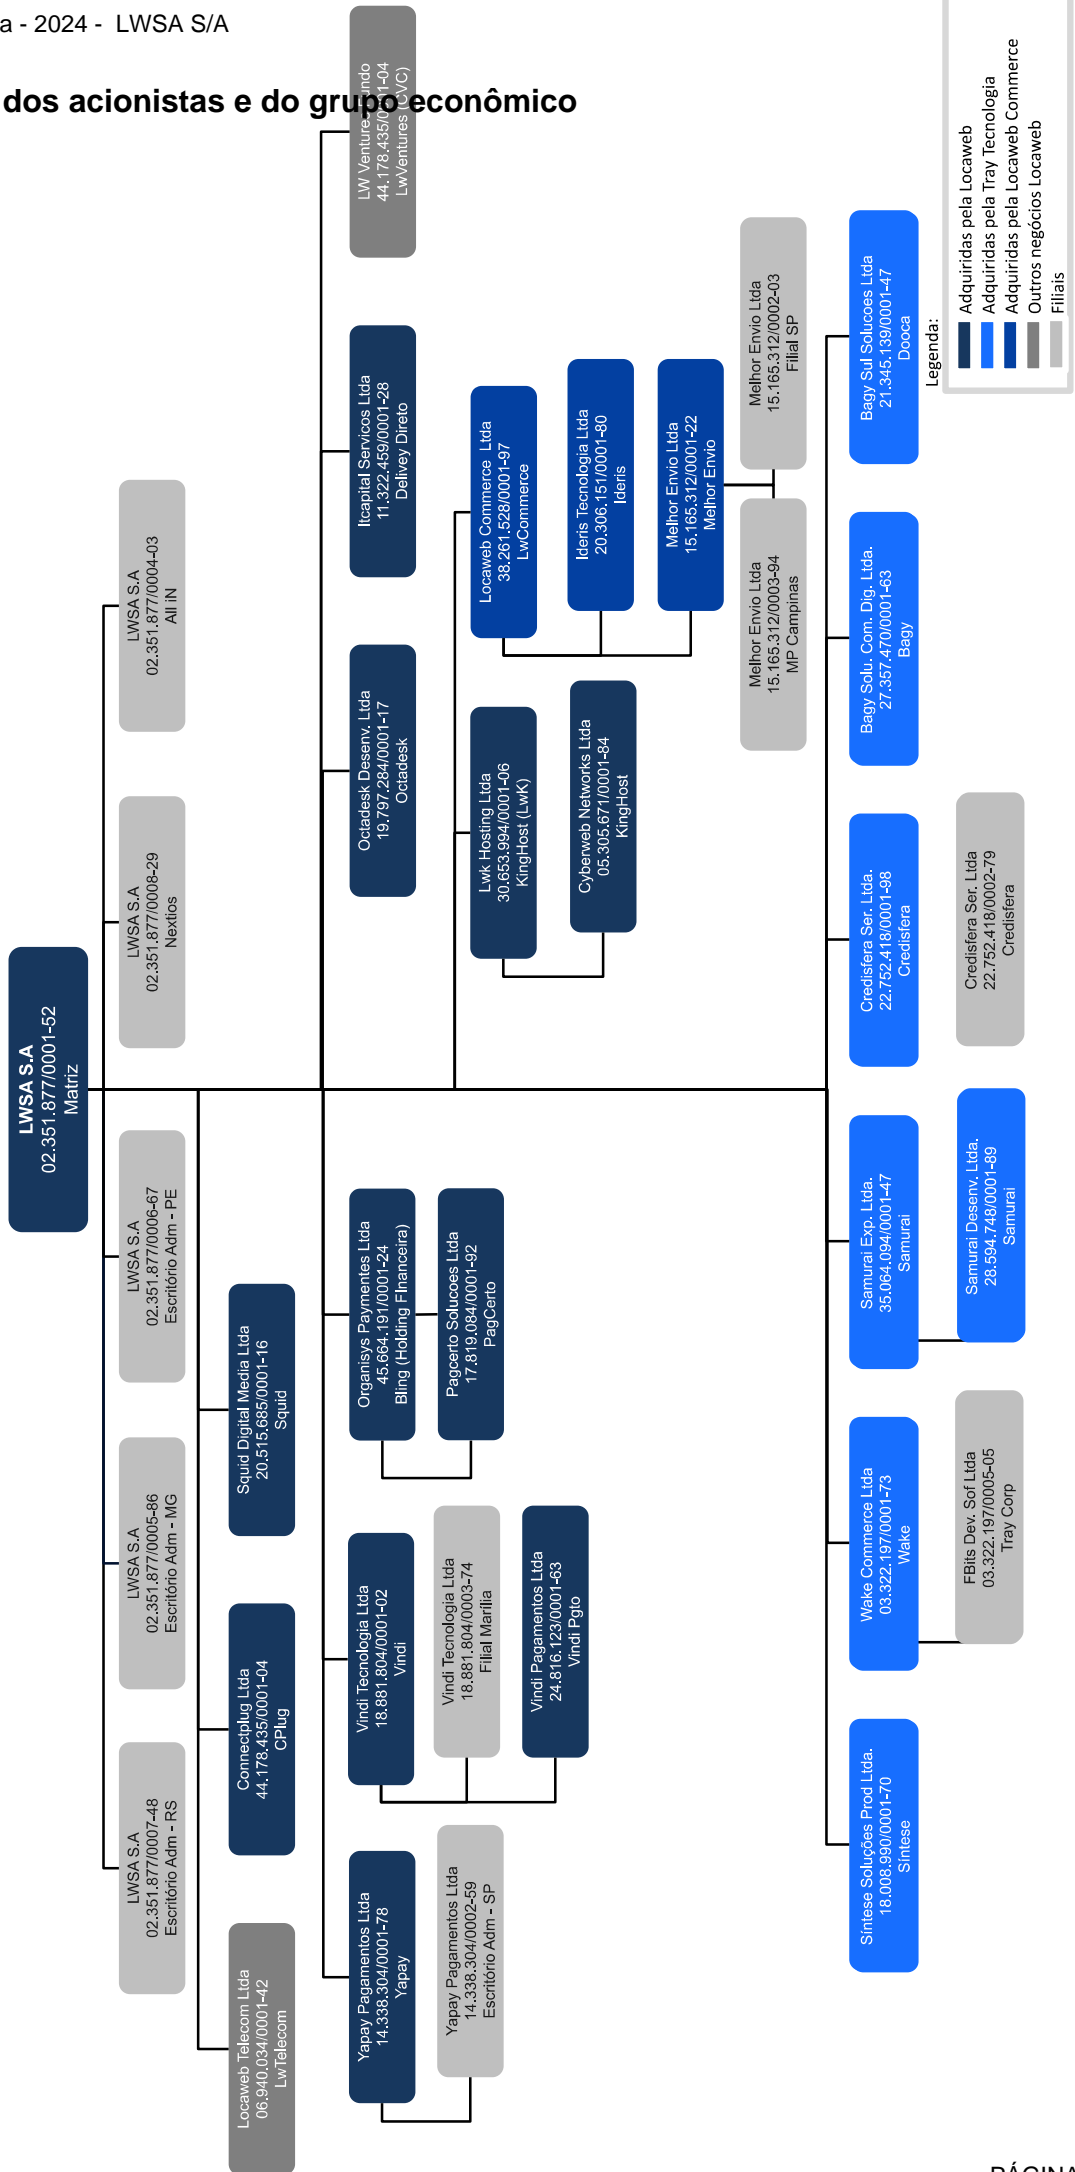 a - 2024 - LWSA S/A
dos acionistas e do grupo econômico
LWSA S.A
02.351.877/0001-52
Matriz
LWSA S.A
02.351.877/0007-48
Escritório Adm - RS
LWSA S.A
02.351.877/0005-86
Escritório Adm - MG
LWSA S.A
02.351.877/0006-67
Escritório Adm - PE
LWSA S.A
02.351.877/0008-29
Nextios
LWSA S.A
02.351.877/0004-03
All iN
Locaweb Telecom Ltda
06.940.034/0001-42
LwTelecom
Connectplug Ltda
44.178.435/0001-04
CPlug
Squid Digital Media Ltda
20.515.685/0001-16
Squid
Yapay Pagamentos Ltda
14.338.304/0001-78
Yapay
Yapay Pagamentos Ltda
14.338.304/0002-59
Escritório Adm - SP
Vindi Tecnologia Ltda
18.881.804/0001-02
Vindi
Vindi Tecnologia Ltda
18.881.804/0003-74
Filial Marília
Vindi Pagamentos Ltda
24.816.123/0001-63
Vindi Pgto
Organisys Paymentes Ltda
45.664.191/0001-24
Bling (Holding FInanceira)
Pagcerto Solucoes Ltda
17.819.084/0001-92
PagCerto
Octadesk Desenv. Ltda
19.797.284/0001-17
Octadesk
Itcapital Servicos Ltda
11.322.459/0001-28
Delivey Direto
LW Ventures Fundo
44.178.435/0001-04
LwVentures (CVC)
Lwk Hosting Ltda
30.653.994/0001-06
KingHost (LwK)
Cyberweb Networks Ltda
05.305.671/0001-84
KingHost
Locaweb Commerce Ltda
38.261.528/0001-97
LwCommerce
Ideris Tecnologia Ltda
20.306.151/0001-80
Ideris
Melhor Envio Ltda
15.165.312/0001-22
Melhor Envio
Melhor Envio Ltda
15.165.312/0003-94
MP Campinas
Melhor Envio Ltda
15.165.312/0002-03
Filial SP
Síntese Soluções Prod Ltda.
18.008.990/0001-70
Síntese
Wake Commerce Ltda
03.322.197/0001-73
Wake
FBits Dev. Sof Ltda
03.322.197/0005-05
Tray Corp
Samurai Exp. Ltda.
35.064.094/0001-47
Samurai
Samurai Desenv. Ltda.
28.594.748/0001-89
Samurai
Credisfera Ser. Ltda.
22.752.418/0001-98
Credisfera
Credisfera Ser. Ltda
22.752.418/0002-79
Credisfera
Bagy Solu. Com. Dig. Ltda.
27.357.470/0001-63
Bagy
Bagy Sul Solucoes Ltda
21.345.139/0001-47
Dooca
Legenda:
Adquiridas pela Locaweb
Adquiridas pela Tray Tecnologia
Adquiridas pela Locaweb Commerce
Outros negócios Locaweb
Filiais
PÁGINA